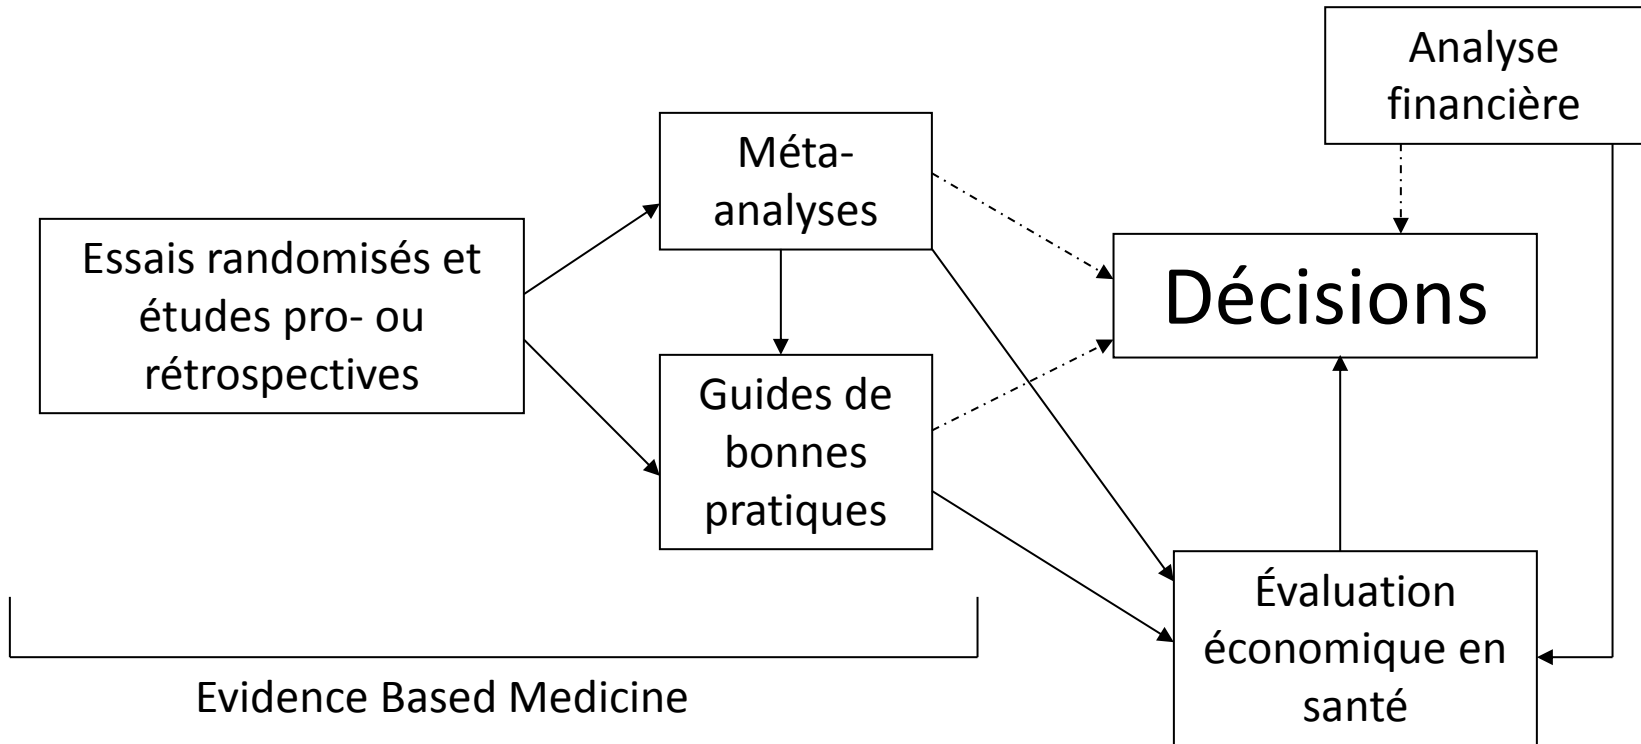 Analyse
financière
Méta-
analyses
Essais randomisés et
études pro- ou
rétrospectives
Décisions
Guides de
bonnes
pratiques
Évaluation
économique en
santé
Evidence Based Medicine